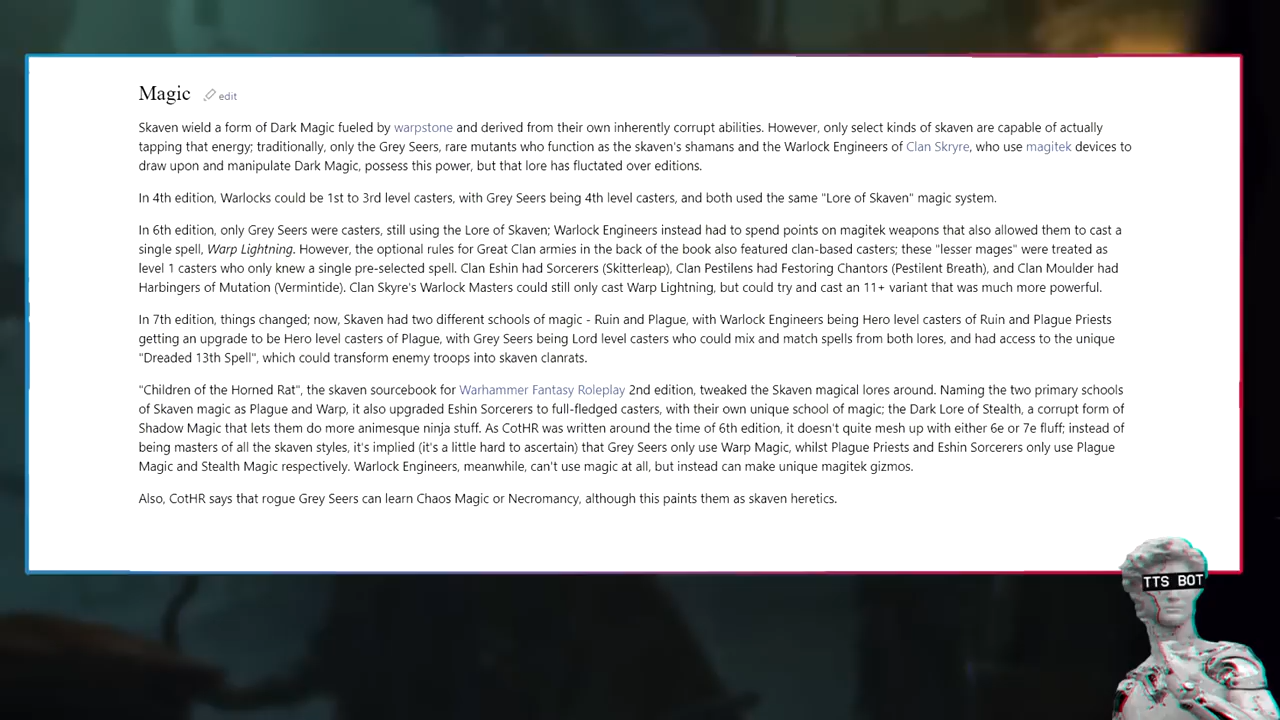 Magic edit
Skaven wield a form of Dark Magic fueled by warpstone and derived from their own inherently corrupt abilities. However, only select kinds of skaven are capable of actually
tapping that energy; traditionally, only the Grey Seers, rare mutants who function as the skaven's shamans and the Warlock Engineers of Clan Skryre, who use magitek devices to
draw upon and manipulate Dark Magic, possess this power, but that lore has fluctated over editions.
In 4th edition, Warlocks could be 1st to 3rd level casters, with Grey Seers being 4th level casters, and both used the same "Lore of Skaven" magic system.
In 6th edition, only Grey Seers were casters, still using the Lore of Skaven; Warlock Engineers instead had to spend points on magitek weapons that also allowed them to cast a
single spell, Warp Lightning. However, the optional rules for Great Clan armies in the back of the book also featured clan-based casters; these "lesser mages" were treated as
level 1 casters who only knew a single pre-selected spell. Clan Eshin had Sorcerers (Skitterleap), Clan Pestilens had Festoring Chantors (Pestilent Breath), and Clan Moulder had
Harbingers of Mutation (Vermintide). Clan Skyre's Warlock Masters could still only cast Warp Lightning, but could try and cast an 11+ variant that was much more powerful.
In 7th edition, things changed; now, Skaven had two different schools of magic - Ruin and Plague, with Warlock Engineers being Hero level casters of Ruin and Plague Priests
getting an upgrade to be Hero level casters of Plague, with Grey Seers being Lord level casters who could mix and match spells from both lores, and had access to the unique
"Dreaded 13th Spell", which could transform enemy troops into skaven clanrats.
"Children of the Horned Rat", the skaven sourcebook for Warhammer Fantasy Roleplay 2nd edition, tweaked the Skaven magical lores around. Naming the two primary schools
of Skaven magic as Plague and Warp, it also upgraded Eshin Sorcerers to full-fledged casters, with their own unique school of magic; the Dark Lore of Stealth, a corrupt form of
Shadow Magic that lets them do more animesque ninja stuff. As CotHR was written around the time of 6th edition, it doesn't quite mesh up with either 6e or 7e fluff; instead of
being masters of all the skaven styles, it's implied (it's a little hard to ascertain) that Grey Seers only use Warp Magic, whilst Plague Priests and Eshin Sorcerers only use Plague
Magic and Stealth Magic respectively. Warlock Engineers, meanwhile, can't use magic at all, but instead can make unique magitek gizmos.
Also, CotHR says that rogue Grey Seers can learn Chaos Magic or Necromancy, although this paints them as skaven heretics.
TTS BOT